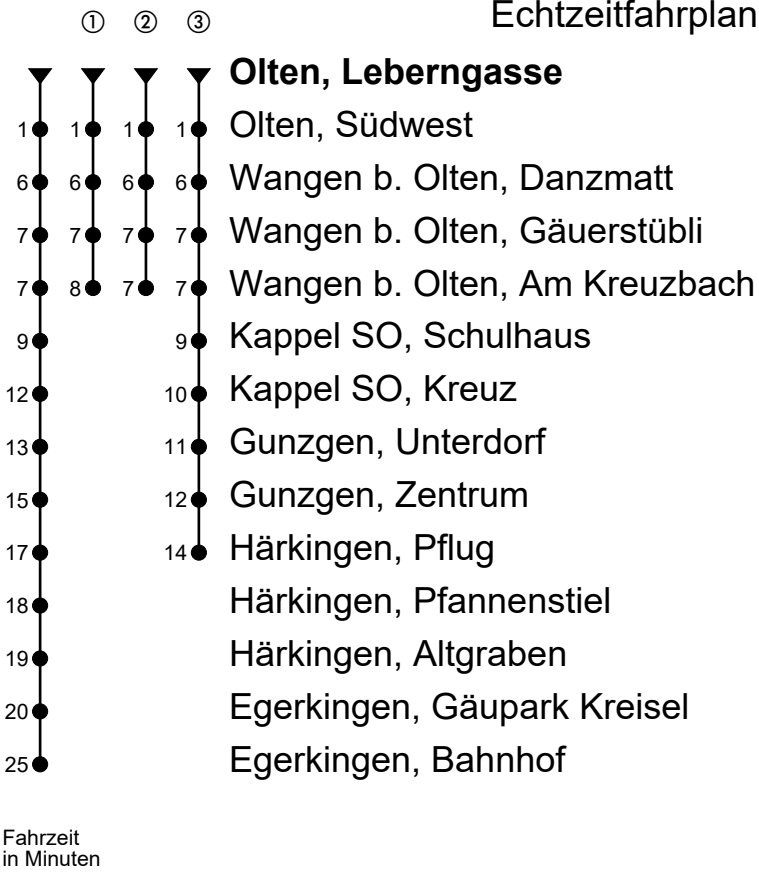 Echtzeitfahrplan
① ② ③
Olten, Leberngasse
1 1 1 1 Olten, Südwest
6 6 6 6 Wangen b. Olten, Danzmatt
7 7 7 7 Wangen b. Olten, Gäuerstübli
7 8 7 7 Wangen b. Olten, Am Kreuzbach
9 9 Kappel SO, Schulhaus
12 10 Kappel SO, Kreuz
13 11 Gunzgen, Unterdorf
15 12 Gunzgen, Zentrum
17 14 Härkingen, Pflug
18 Härkingen, Pfannenstiel
19 Härkingen, Altgraben
20 Egerkingen, Gäupark Kreisel
25 Egerkingen, Bahnhof
Fahrzeit
in Minuten